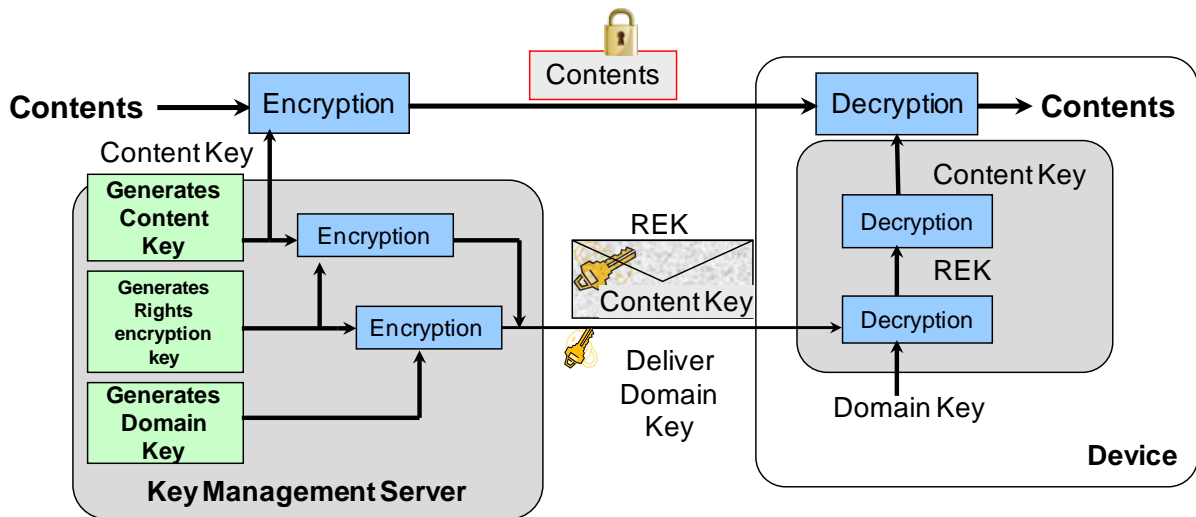 Contents
Encryption
Contents
Decryption
Contents
Content Key
Generates
Content
Key
Encryption
Generates
Rights
encryption
key
Encryption
Generates
Domain
Key
Key Management Server
REK
Content Key
Deliver
Domain
Key
Content Key
Decryption
REK
Decryption
Domain Key
Device